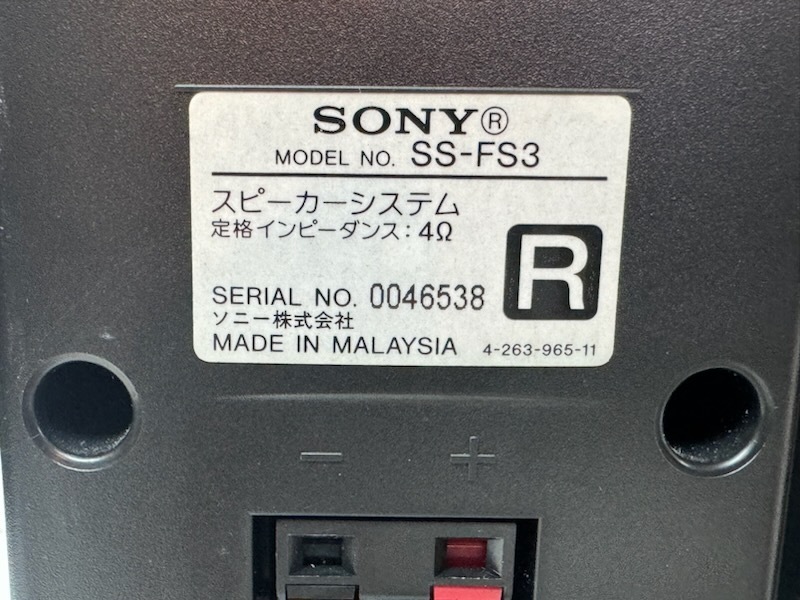 SONY®
MODEL NO. SS-FS3
スピーカーシステム
定格インピーダンス: 4Ω
R
SERIAL NO. 0046538
ソニー株式会社
MADE IN MALAYSIA 4-263-965-11
− +